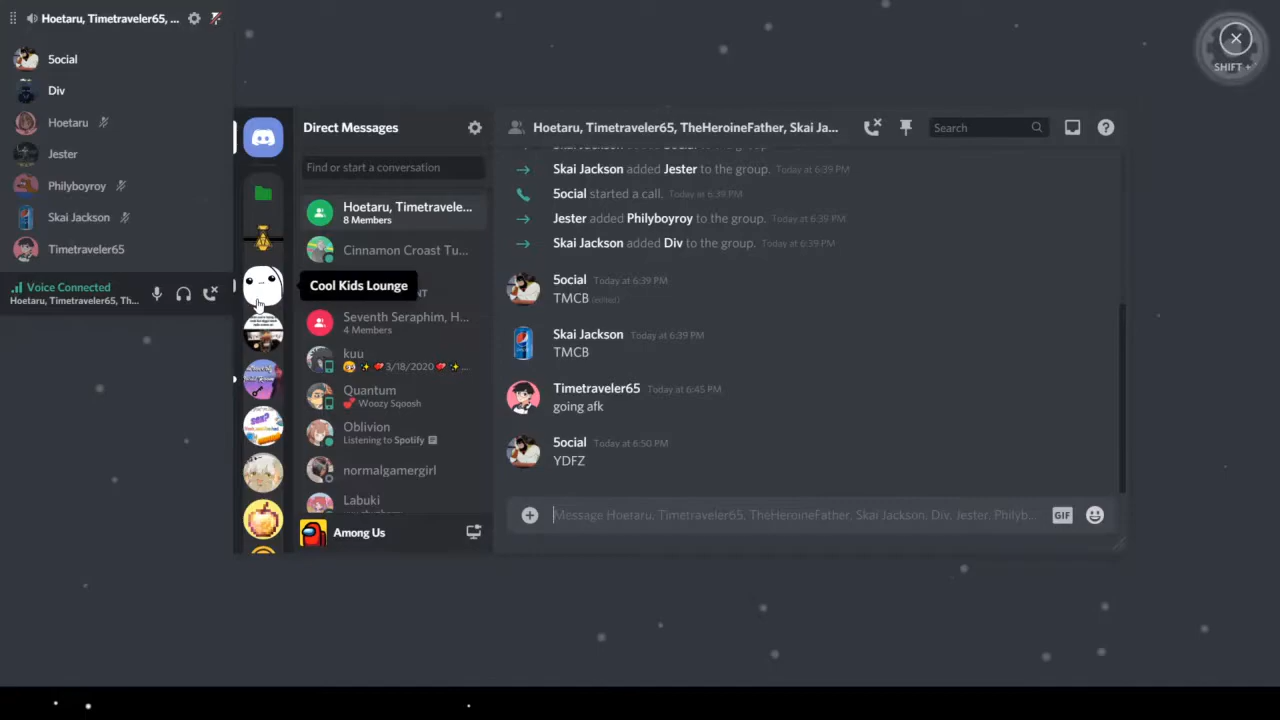 Hoetaru, Timetraveler65, ...
5ocial
Div
Hoetaru
Jester
Philyboyroy
Skai Jackson
Timetraveler65
Voice Connected
Hoetaru, Timetraveler65, Th...
Cool Kids Lounge
Direct Messages
Find or start a conversation
Hoetaru, Timetravele...
8 Members
Cinnamon Croast Tu...
NT
Seventh Seraphim, H...
4 Members
kuu
3/18/2020
...
Quantum
Woozy Sqoosh
Oblivion
Listening to Spotify
normalgamergirl
Labuki
Among Us
Hoetaru, Timetraveler65, TheHeroineFather, Skai Ja...
Search
Skai Jackson added Jester to the group. Today at 6:39 PM
5ocial started a call. Today at 6:39 PM
Jester added Philyboyroy to the group. Today at 6:39 PM
Skai Jackson added Div to the group. Today at 6:39 PM
5ocial Today at 6:39 PM
TMCB (edited)
Skai Jackson Today at 6:39 PM
TMCB
Timetraveler65 Today at 6:45 PM
going afk
5ocial Today at 6:50 PM
YDFZ
Message Hoetaru, Timetraveler65, TheHeroineFather, Skai Jackson, Div, Jester, Philyb...
GIF
SHIFT +